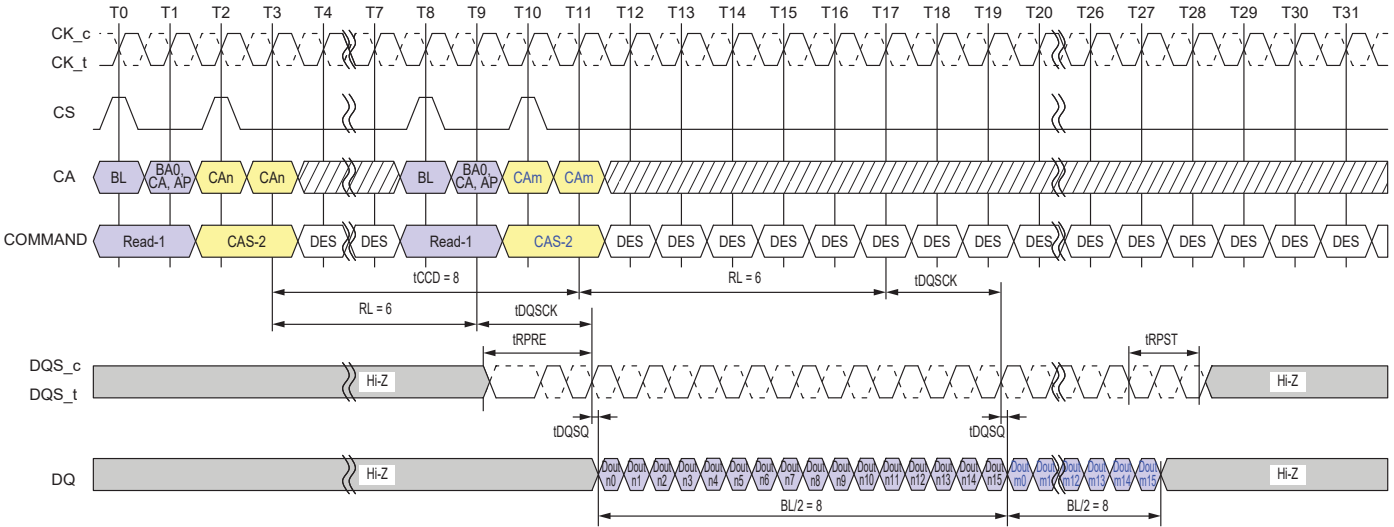 T0 T1 T2 T3 T4 T7 T8 T9 T10 T11 T12 T13 T14 T15 T16 T17 T18 T19 T20 T26 T27 T28 T29 T30 T31
CK_c
CK_t
CS
CA BL BA0, CA, AP CAn CAn BL BA0, CA, AP CAm CAm
COMMAND Read-1 CAS-2 DES DES Read-1 CAS-2 DES DES DES DES DES DES DES DES DES DES DES DES DES DES DES
tCCD = 8 RL = 6 tDQSCK
RL = 6 tDQSCK
tRPRE tRPST
DQS_c
DQS_t
Hi-Z Hi-Z
tDQSQ tDQSQ
DQ Hi-Z Dout n0 Dout n1 Dout n2 Dout n3 Dout n4 Dout n5 Dout n6 Dout n7 Dout n8 Dout n9 Dout n10 Dout n11 Dout n12 Dout n13 Dout n14 Dout n15 Dout m0 Dout m1 Dout m12 Dout m13 Dout m14 Dout m15 Hi-Z
BL/2 = 8 BL/2 = 8